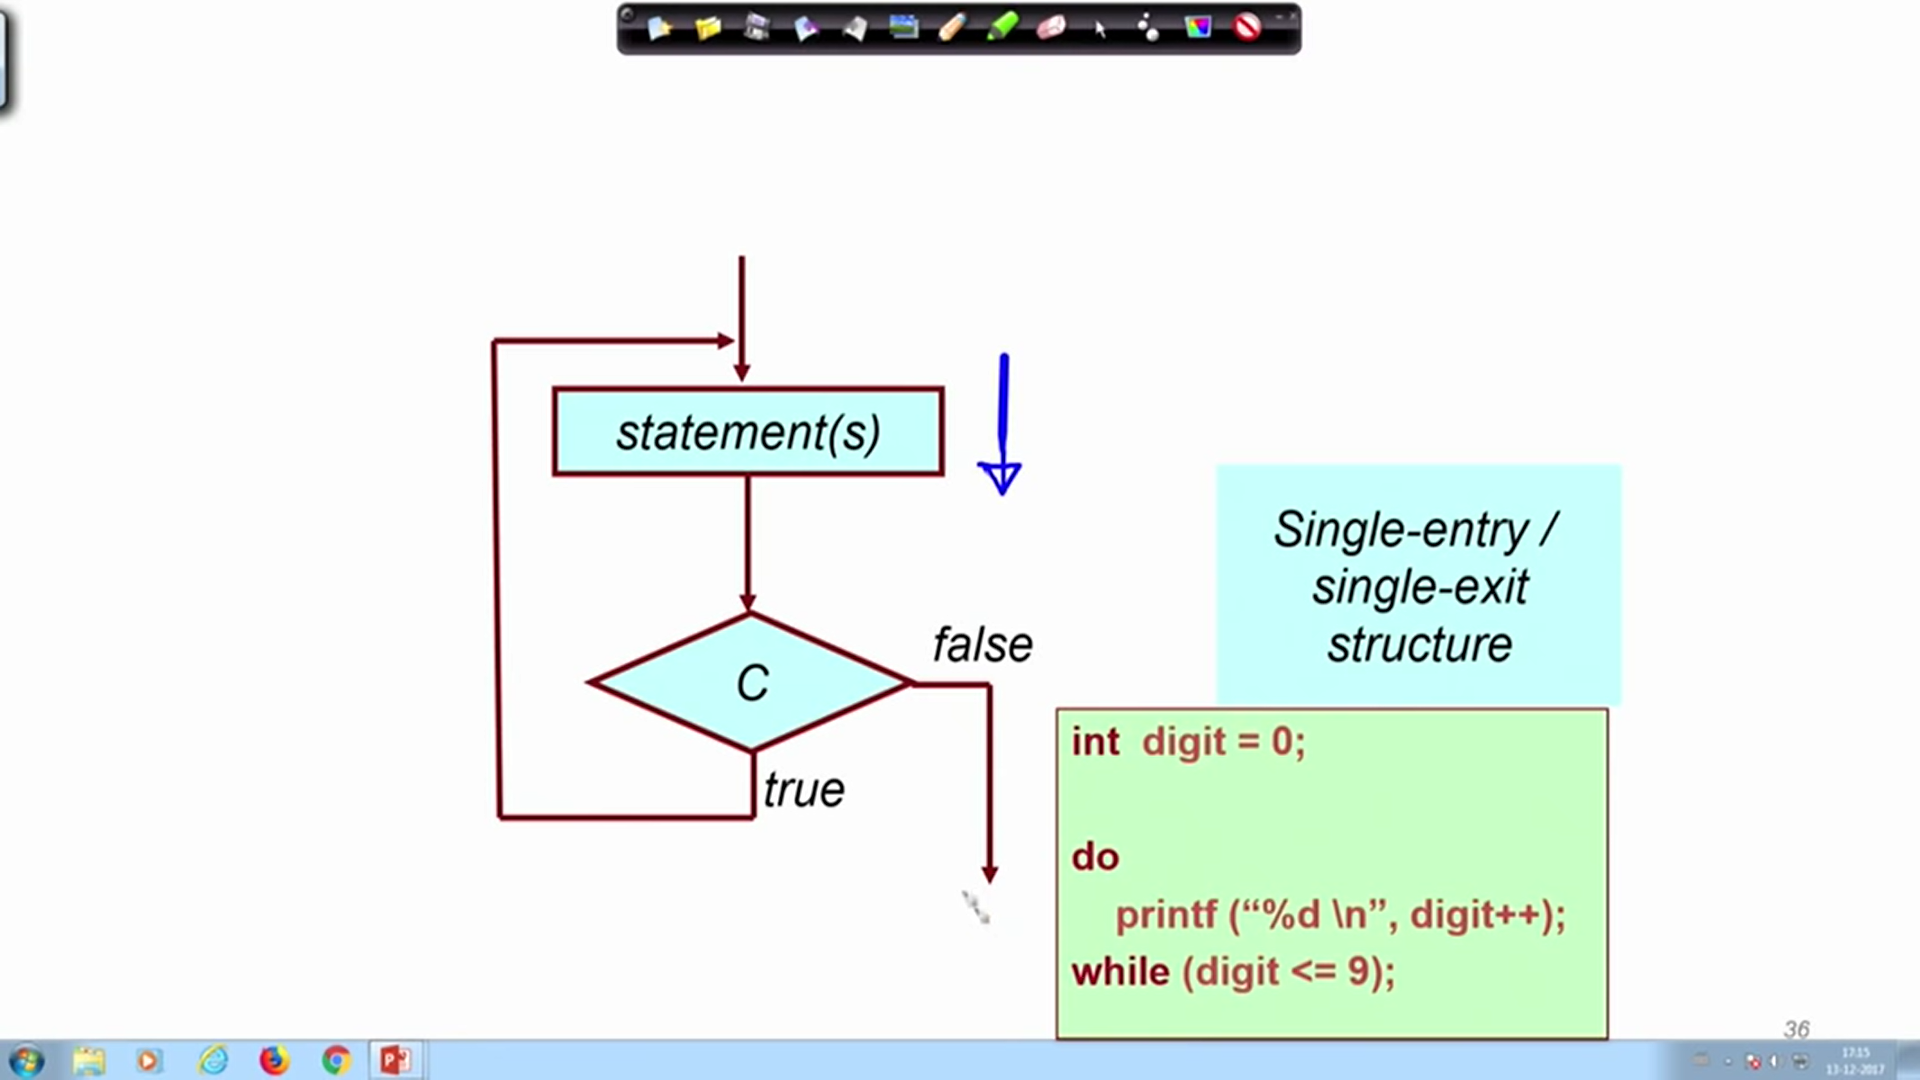 statement(s)
C
false
true
Single-entry /
single-exit
structure
int digit = 0;
do
printf (“%d \n”, digit++);
while (digit <= 9);
36
17:15
13-12-2017